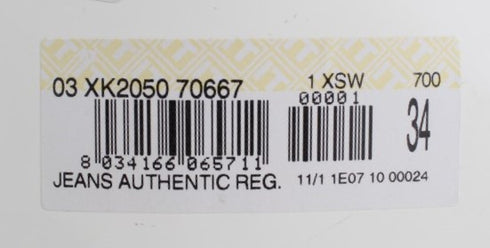 03 XK2050 70667 1 XSW 700
00001
34
8 034166 065711
JEANS AUTHENTIC REG. 11/1 1E07 10 00024